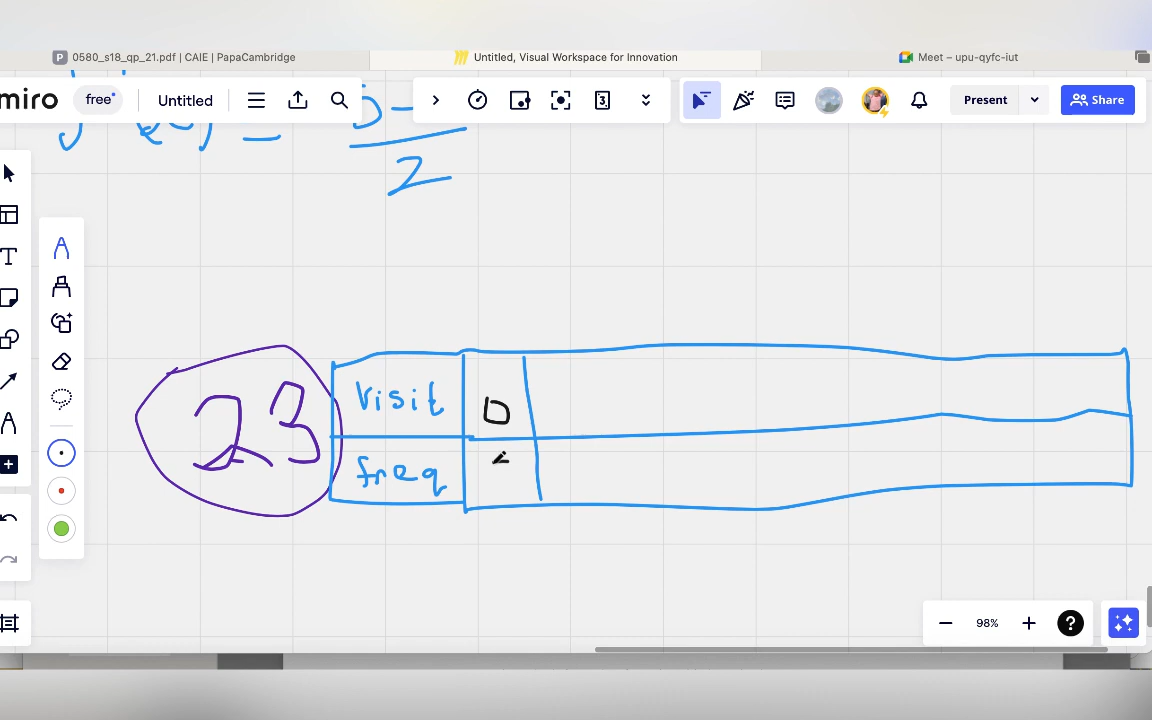 0580_s18_qp_21.pdf | CAIE | PapaCambridge
Untitled, Visual Workspace for Innovation
Meet – upu-qyfc-iut
miro
free
Untitled
Present
Share
2
23
Visit
0
freq
98%